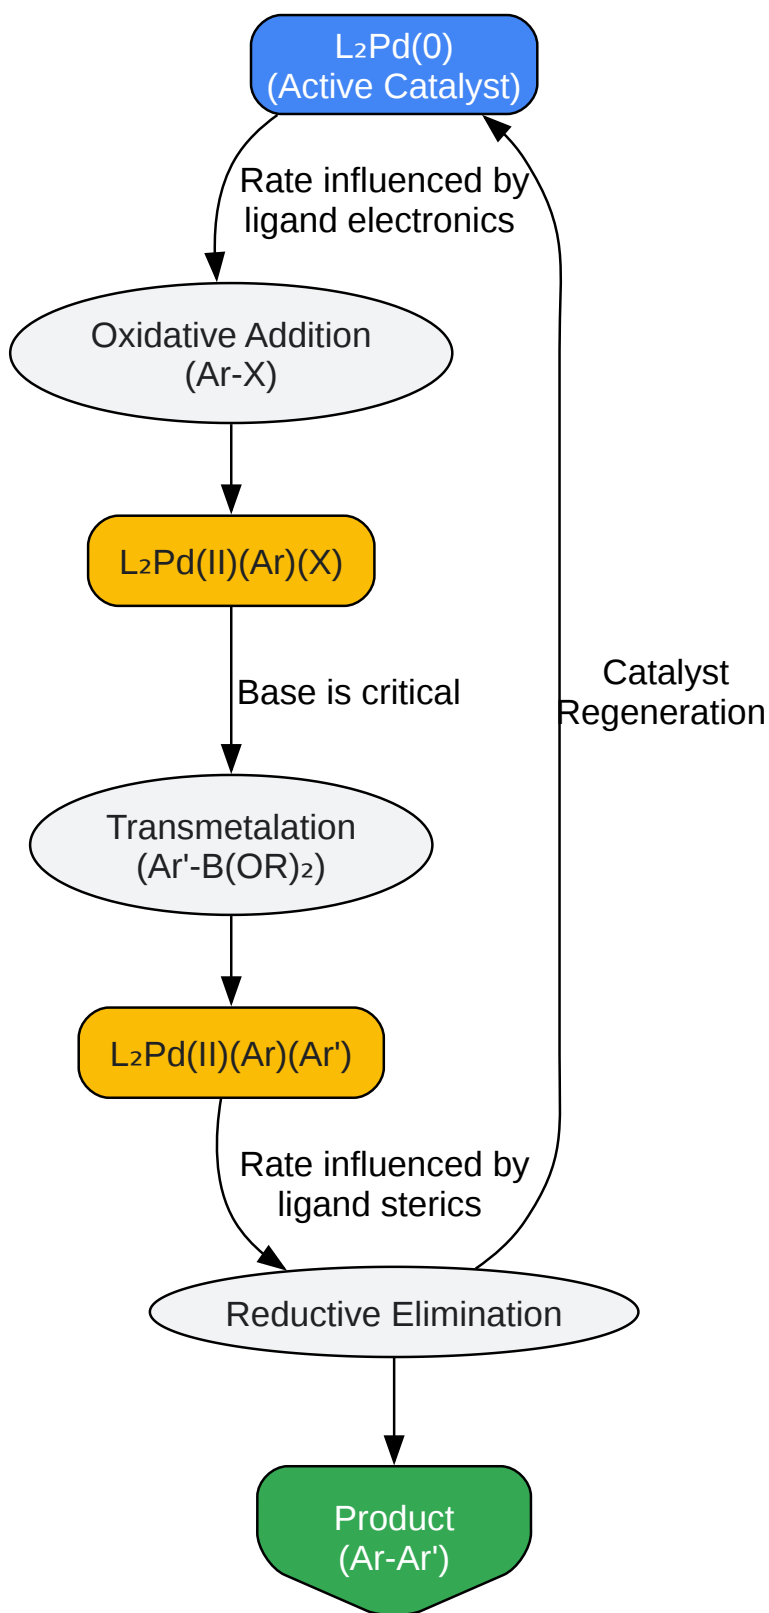 L₂Pd(0)
(Active Catalyst)
Rate influenced by
ligand electronics
Oxidative Addition
(Ar-X)
L₂Pd(II)(Ar)(X)
Base is critical
Catalyst
Regeneration
Transmetalation
(Ar'-B(OR)₂)
L₂Pd(II)(Ar)(Ar')
Rate influenced by
ligand sterics
Reductive Elimination
Product
(Ar-Ar')